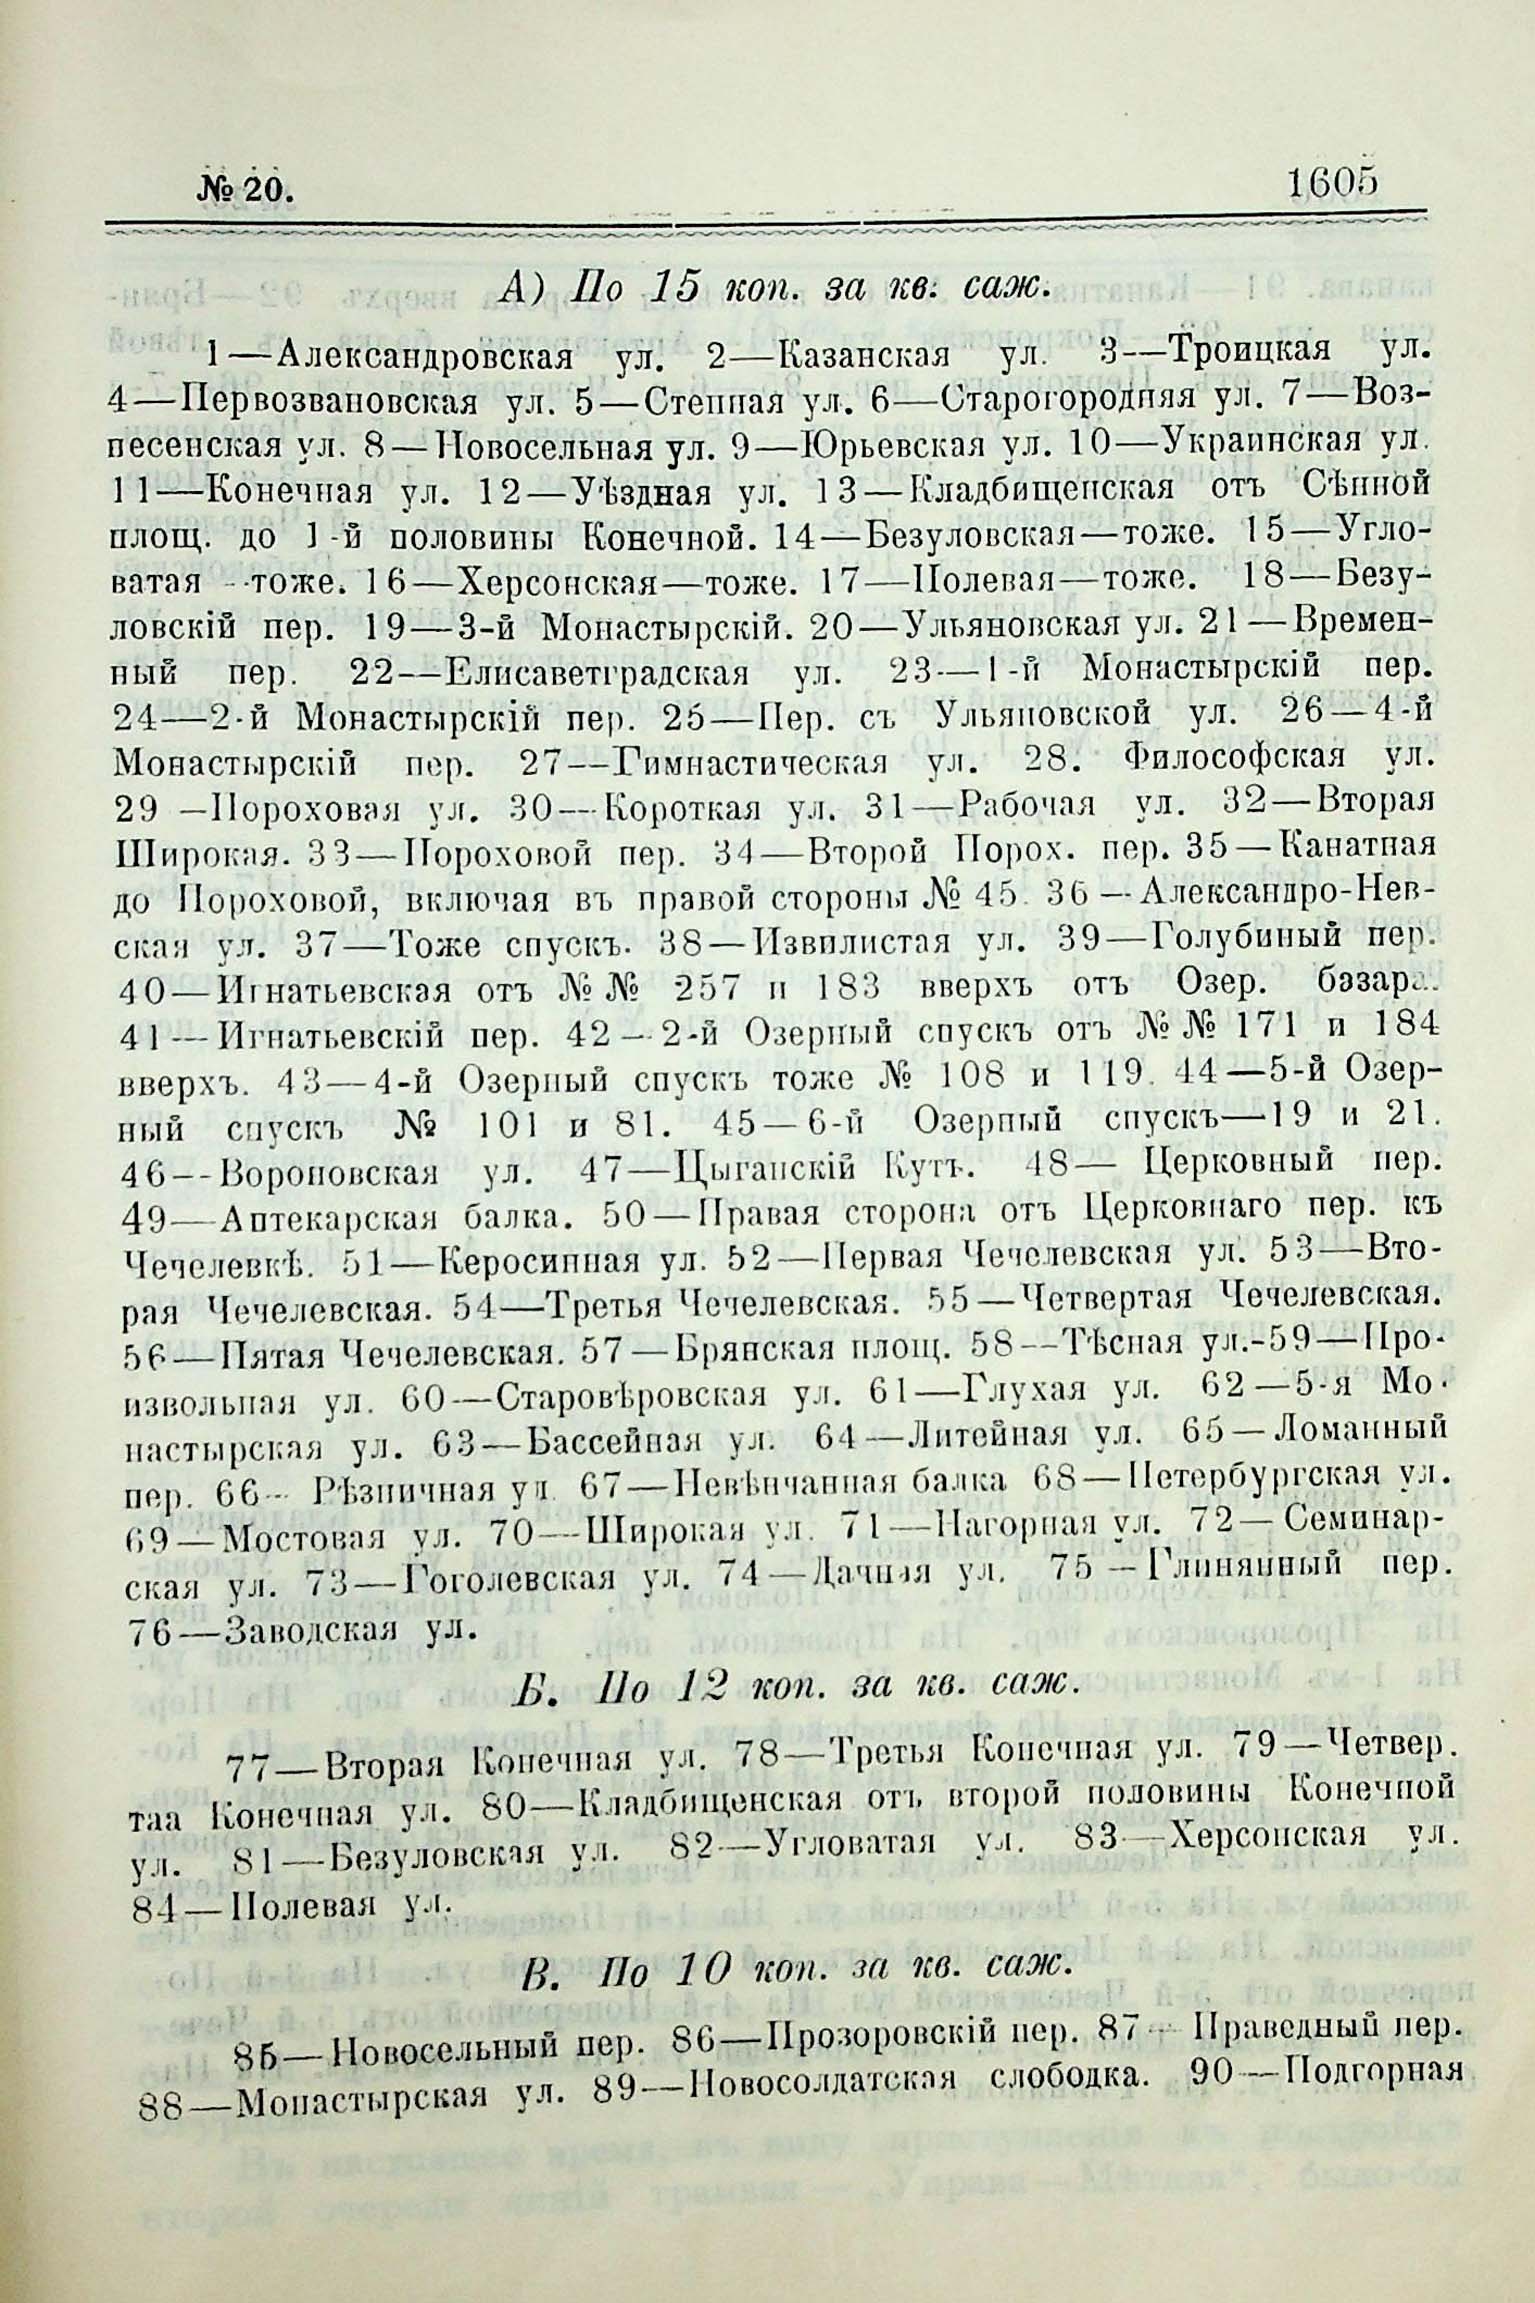 № 20.
1605
А) По 15 коп. за кв. саж.
1—Александровская ул. 2—Казанская ул. 3—Троицкая ул.
4—Первозвановская ул. 5—Степная ул. 6—Старогородняя ул. 7—Воз-
несенская ул. 8—Новосельная ул. 9—Юрьевская ул. 10—Украинская ул.
11—Конечная ул. 12—Уѣздная ул. 13—Кладбищенская отъ Сѣнной
площ. до 1-й половины Конечной. 14—Безуловская—тоже. 15—Угло-
ватая--тоже. 16—Херсонская—тоже. 17—Полевая—тоже. 18—Безу-
ловскій пер. 19—3-й Монастырскій. 20—Ульяновская ул. 21—Времен-
ный пер. 22—Елисаветградская ул. 23—1-й Монастырскій пер.
24—2-й Монастырскій пер. 25—Пер. съ Ульяновской ул. 26—4-й
Монастырскій пер. 27—Гимнастическая ул. 28. Философская ул.
29—Пороховая ул. 30—Короткая ул. 31—Рабочая ул. 32—Вторая
Широкая. 33—Пороховой пер. 34—Второй Порох. пер. 35—Канатная
до Пороховой, включая въ правой стороны № 45. 36—Александро-Нев-
ская ул. 37—Тоже спускъ. 38—Извилистая ул. 39—Голубиный пер.
40—Игнатьевская отъ №№ 257 и 183 вверхъ отъ Озер. базара.
41—Игнатьевскій пер. 42—2-й Озерный спускъ отъ №№ 171 и 184
вверхъ. 43—4-й Озерный спускъ тоже № 108 и 119. 44—5-й Озер-
ный спускъ № 101 и 81. 45—6-й Озерный спускъ—19 и 21.
46--Вороновская ул. 47—Цыганскій Кутъ. 48— Церковный пер.
49—Аптекарская балка. 50—Правая сторона отъ Церковнаго пер. къ
Чечелевкѣ. 51—Керосинная ул. 52—Первая Чечелевская ул. 53—Вто-
рая Чечелевская. 54—Третья Чечелевская. 55—Четвертая Чечелевская.
56—Пятая Чечелевская. 57—Брянская площ. 58—Тѣсная ул.-59—Про-
извольная ул. 60—Старовѣровская ул. 61—Глухая ул. 62—5-я Мо-
настырская ул. 63—Бассейная ул. 64—Литейная ул. 65—Ломанный
пер. 66-- Рѣзничная ул. 67—Невѣнчанная балка 68—Петербургская ул.
69—Мостовая ул. 70—Широкая ул. 71—Нагорная ул. 72—Семинар-
ская ул. 73—Гоголевская ул. 74—Дачная ул. 75—Глинянный пер.
76—Заводская ул.
Б. По 12 коп. за кв. саж.
77—Вторая Конечная ул. 78—Третья Конечная ул. 79—Четвер.
таа Конечная ул. 80—Кладбищенская отъ второй половины Конечной
ул. 81—Безуловская ул. 82—Угловатая ул. 83—Херсонская ул.
84—Полевая ул.
В. По 10 коп. за кв. саж.
85—Новосельный пер. 86—Прозоровскій пер. 87— Праведный пер.
88—Монастырская ул. 89—Новосолдатская слободка. 90—Подгорная